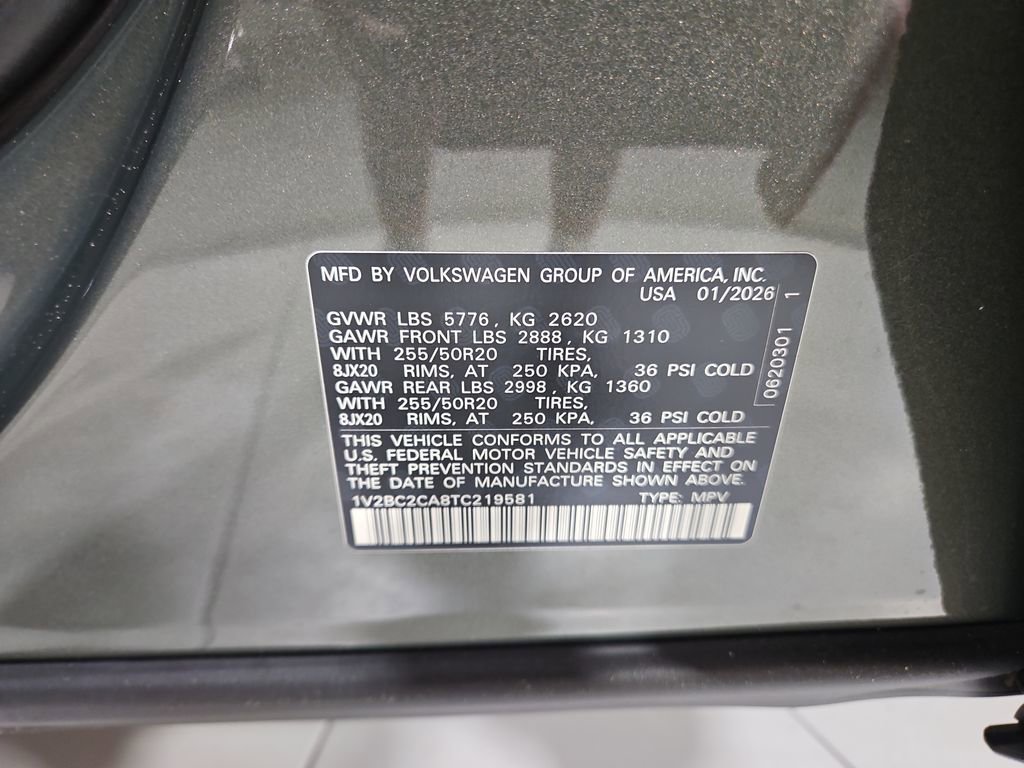 MFD BY VOLKSWAGEN GROUP OF AMERICA, INC.
USA 01/2026
GVWR LBS 5776, KG 2620
GAWR FRONT LBS 2888, KG 1310
WITH 255/50R20 TIRES,
8JX20 RIMS, AT 250 KPA, 36 PSI COLD
GAWR REAR LBS 2998, KG 1360
WITH 255/50R20 TIRES,
8JX20 RIMS, AT 250 KPA, 36 PSI COLD
THIS VEHICLE CONFORMS TO ALL APPLICABLE
U.S. FEDERAL MOTOR VEHICLE SAFETY AND
THEFT PREVENTION STANDARDS IN EFFECT ON
THE DATE OF MANUFACTURE SHOWN ABOVE.
1V2BC2CA8TC219581 TYPE: MPV
0620301 1